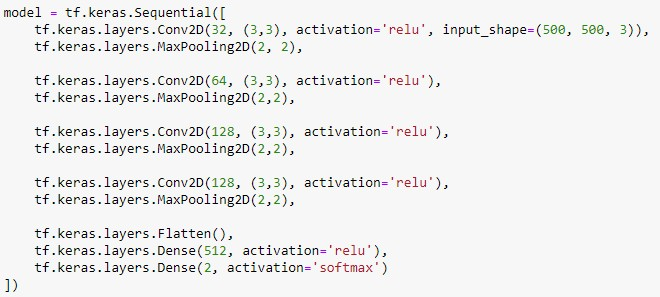 model = tf.keras.Sequential([
    tf.keras.layers.Conv2D(32, (3,3), activation='relu', input_shape=(500, 500, 3)),
    tf.keras.layers.MaxPooling2D(2, 2),
    tf.keras.layers.Conv2D(64, (3,3), activation='relu'),
    tf.keras.layers.MaxPooling2D(2,2),
    tf.keras.layers.Conv2D(128, (3,3), activation='relu'),
    tf.keras.layers.MaxPooling2D(2,2),
    tf.keras.layers.Conv2D(128, (3,3), activation='relu'),
    tf.keras.layers.MaxPooling2D(2,2),
    tf.keras.layers.Flatten(),
    tf.keras.layers.Dense(512, activation='relu'),
    tf.keras.layers.Dense(2, activation='softmax')
])